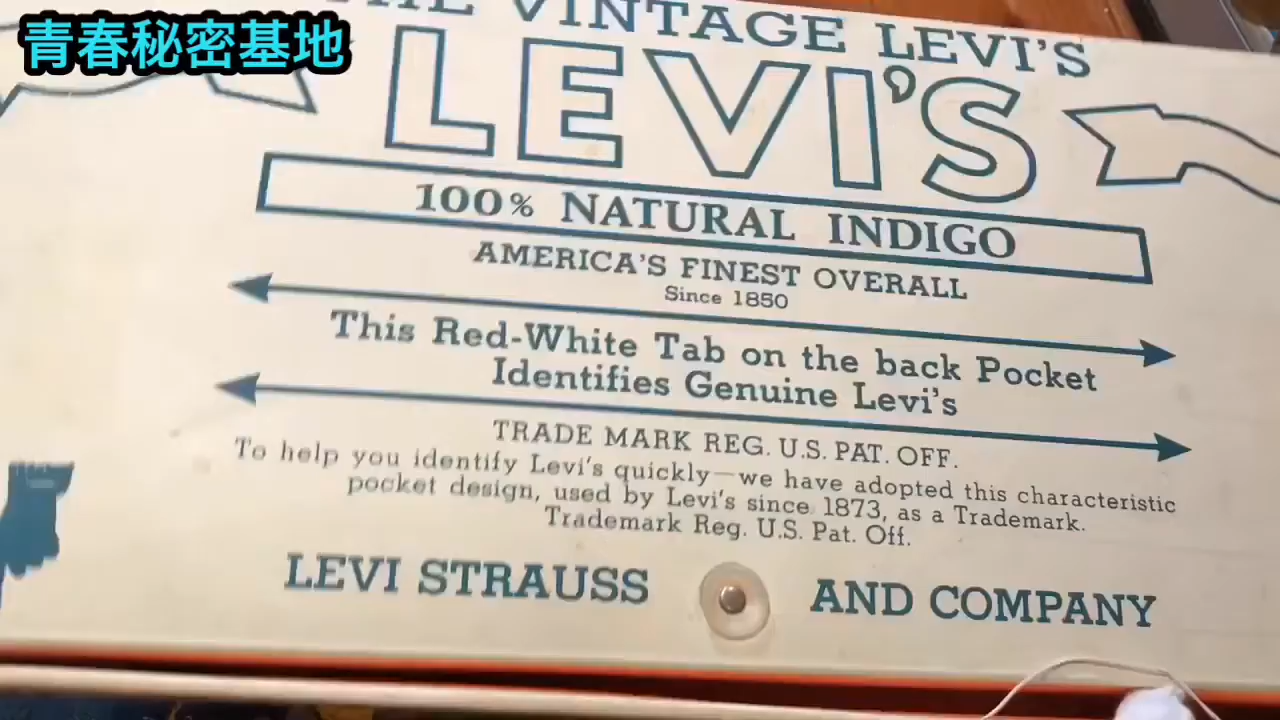 青春秘密基地
THE VINTAGE LEVI'S
LEVI'S
100% NATURAL INDIGO
AMERICA'S FINEST OVERALL
Since 1850
This Red-White Tab on the back Pocket
Identifies Genuine Levi's
TRADE MARK REG. U.S. PAT. OFF.
To help you identify Levi's quickly—we have adopted this characteristic
pocket design, used by Levi's since 1873, as a Trademark.
Trademark Reg. U.S. Pat. Off.
LEVI STRAUSS AND COMPANY